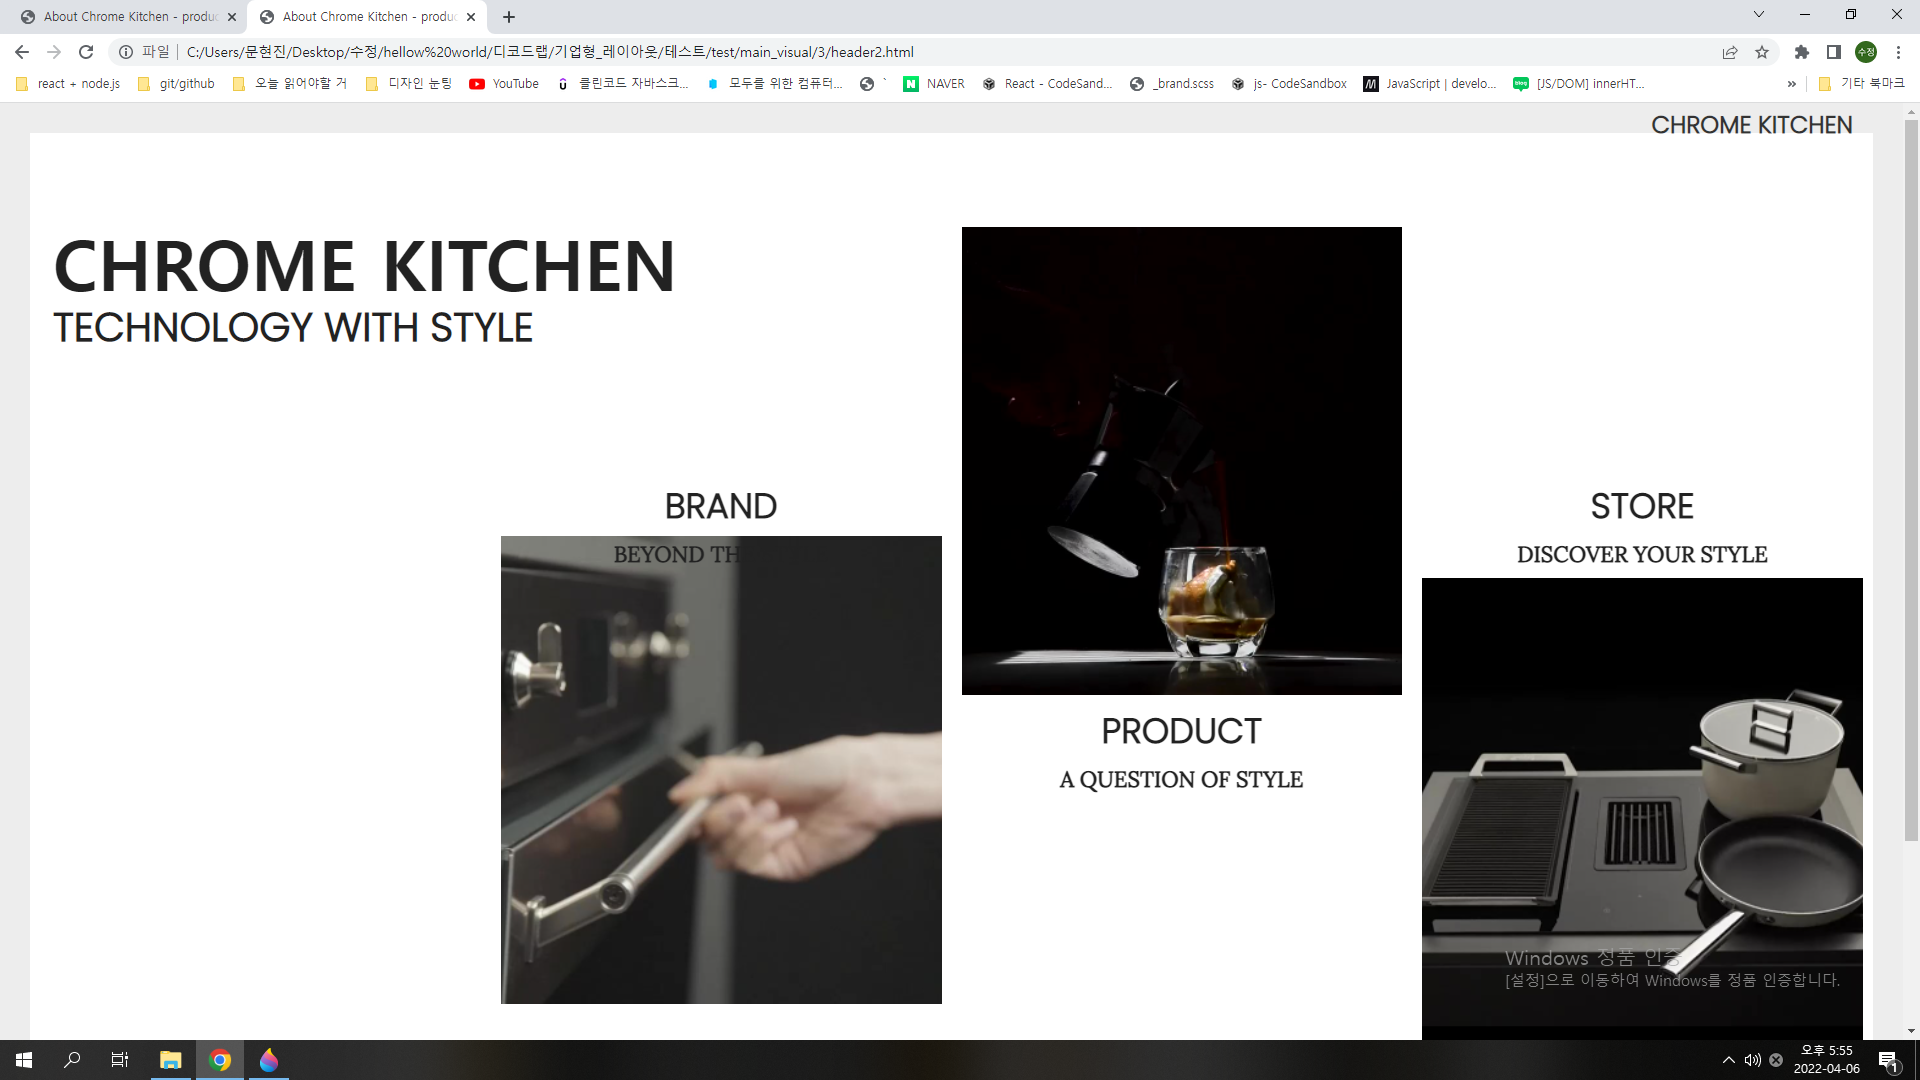 About Chrome Kitchen - produc
About Chrome Kitchen - produc
파일
C:/Users/문현진/Desktop/수정/hellow%20world/디코드랩/기업형_레이아웃/테스트/test/main_visual/3/header2.html
수정
react + node.js
git/github
오늘 읽어야할 거
디자인 눈팅
YouTube
클린코드 자바스크...
모두를 위한 컴퓨터...
`
NAVER
React - CodeSand...
_brand.scss
js- CodeSandbox
JavaScript | develo...
[JS/DOM] innerHT...
»
기타 북마크
CHROME KITCHEN
CHROME KITCHEN
TECHNOLOGY WITH STYLE
BRAND
BEYOND TH
PRODUCT
A QUESTION OF STYLE
STORE
DISCOVER YOUR STYLE
Windows 정품 인증
[설정]으로 이동하여 Windows를 정품 인증합니다.
오후 5:55
2022-04-06
1